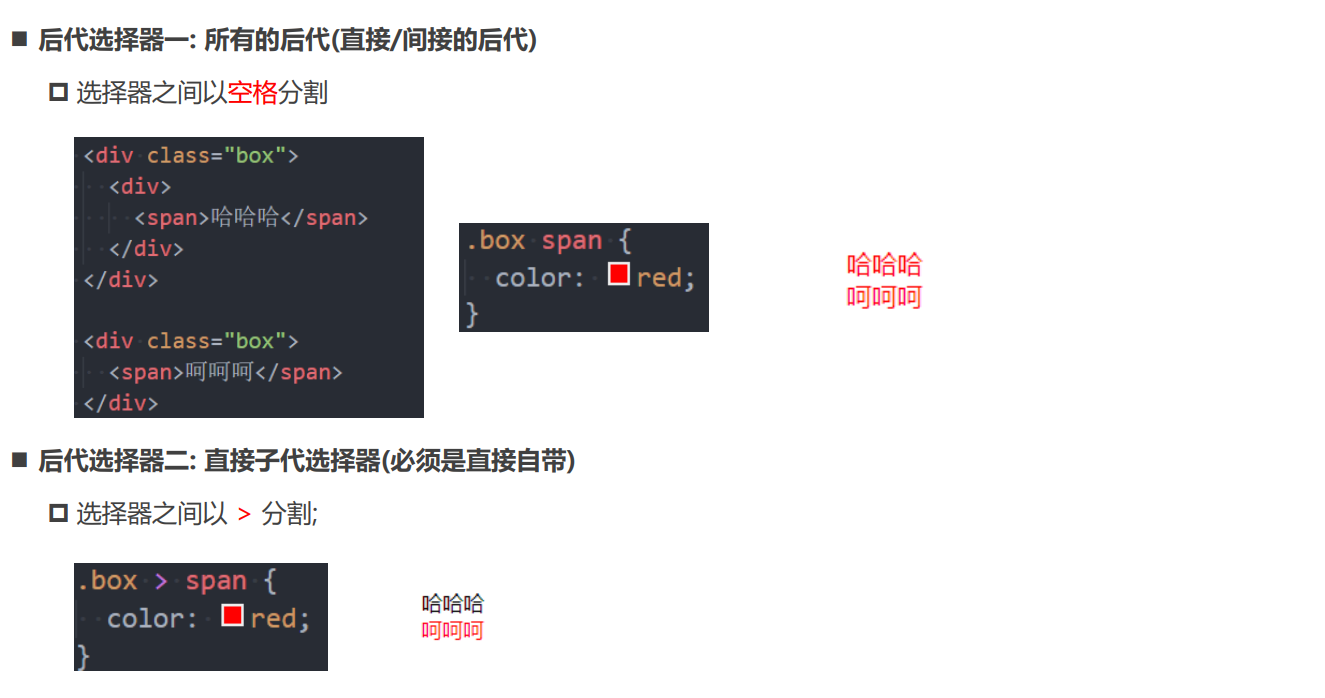 后代选择器一: 所有的后代(直接/间接的后代)
选择器之间以空格分割
<div class="box">
<div>
<span>哈哈哈</span>
</div>
</div>
<div class="box">
<span>呵呵呵</span>
</div>
.box span {
color: red;
}
哈哈哈
呵呵呵
后代选择器二: 直接子代选择器(必须是直接自带)
选择器之间以 > 分割;
.box > span {
color: red;
}
哈哈哈
呵呵呵